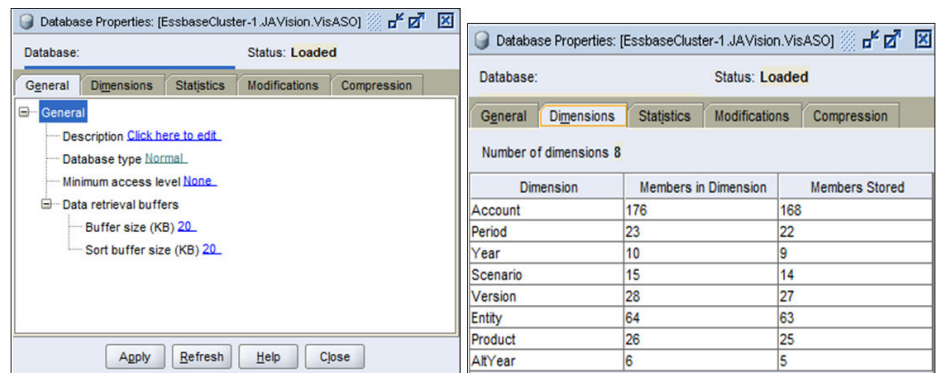 Database Properties: [EssbaseCluster-1.JAVision.VisASO]
Database: Status: Loaded
General Dimensions Statistics Modifications Compression
General
Description Click here to edit
Database type Normal
Minimum access level None
Data retrieval buffers
Buffer size (KB) 20
Sort buffer size (KB) 20
Apply Refresh Help Close
Database Properties: [EssbaseCluster-1.JAVision.VisASO]
Database: Status: Loaded
General Dimensions Statistics Modifications Compression
Number of dimensions 8
Dimension Members in Dimension Members Stored
Account 176 168
Period 23 22
Year 10 9
Scenario 15 14
Version 28 27
Entity 64 63
Product 26 25
AltYear 6 5